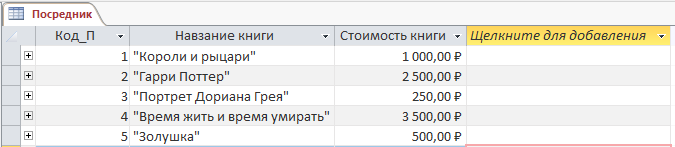 Посредник
Код_П Навзание книги Стоимость книги Щелкните для добавления
1 "Короли и рыцари" 1 000,00 ₽
2 "Гарри Поттер" 2 500,00 ₽
3 "Портрет Дориана Грея" 250,00 ₽
4 "Время жить и время умирать" 3 500,00 ₽
5 "Золушка" 500,00 ₽